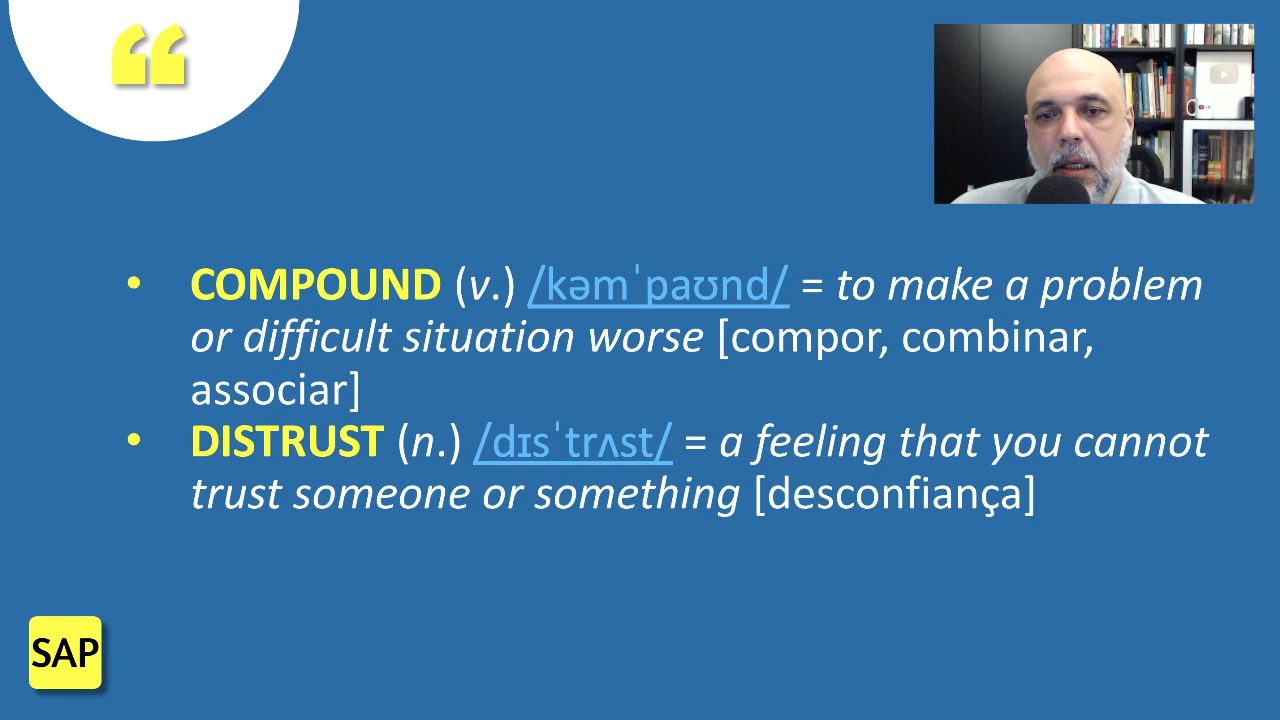 “
• COMPOUND (v.) /kəmˈpaʊnd/ = to make a problem
or difficult situation worse [compor, combinar,
associar]
• DISTRUST (n.) /dɪsˈtrʌst/ = a feeling that you cannot
trust someone or something [desconfiança]
SAP